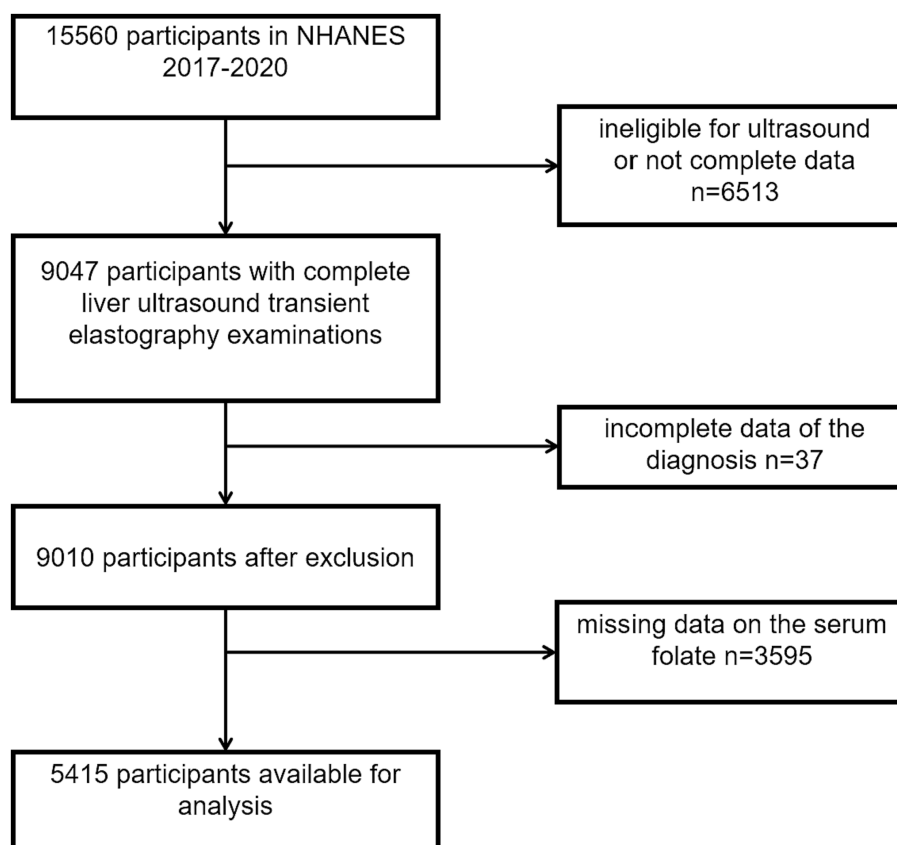 15560 participants in NHANES
2017-2020
ineligible for ultrasound
or not complete data
n=6513
9047 participants with complete
liver ultrasound transient
elastography examinations
incomplete data of the
diagnosis n=37
9010 participants after exclusion
missing data on the serum
folate n=3595
5415 participants available for
analysis